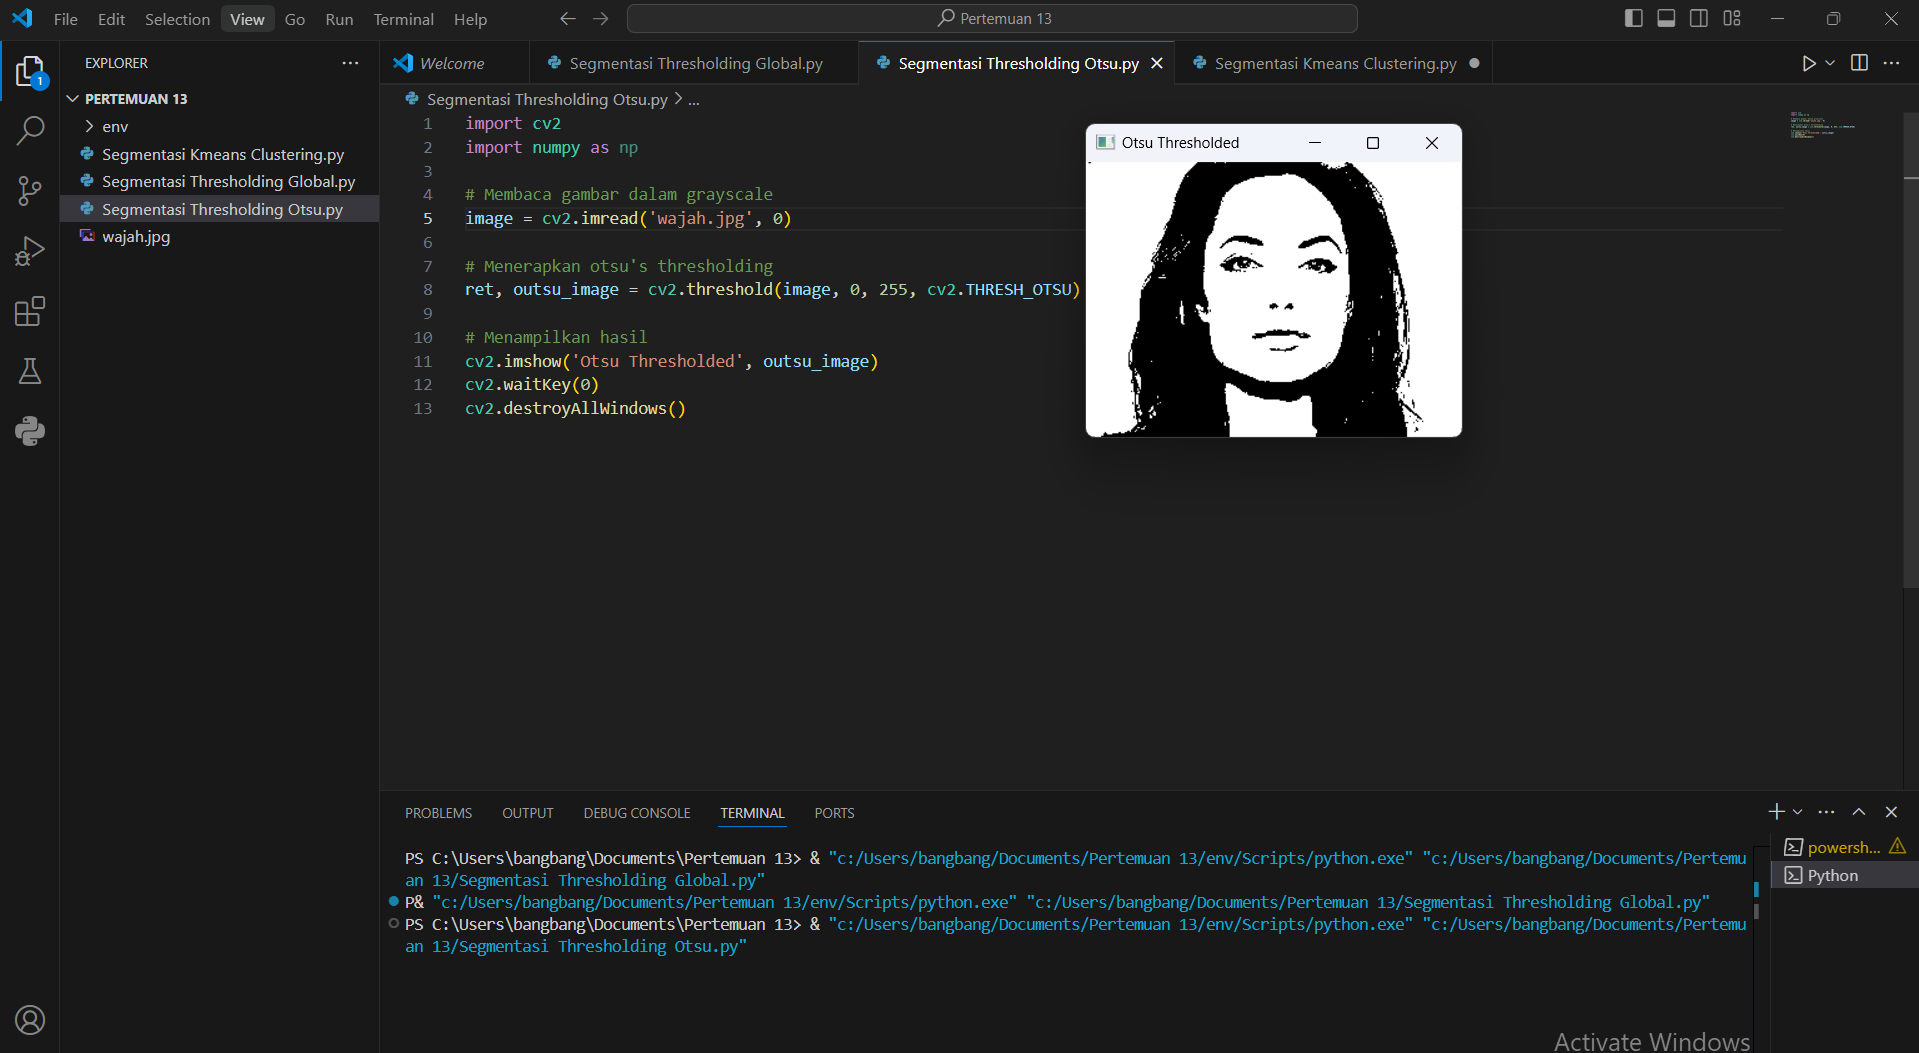 File Edit Selection View Go Run Terminal Help
Pertemuan 13
EXPLORER
1
PERTEMUAN 13
env
Segmentasi Kmeans Clustering.py
Segmentasi Thresholding Global.py
Segmentasi Thresholding Otsu.py
wajah.jpg
Welcome
Segmentasi Thresholding Global.py
Segmentasi Thresholding Otsu.py
Segmentasi Kmeans Clustering.py
Segmentasi Thresholding Otsu.py > ...
1 import cv2
2 import numpy as np
3
4 # Membaca gambar dalam grayscale
5 image = cv2.imread('wajah.jpg', 0)
6
7 # Menerapkan otsu's thresholding
8 ret, outsu_image = cv2.threshold(image, 0, 255, cv2.THRESH_OTSU)
9
10 # Menampilkan hasil
11 cv2.imshow('Otsu Thresholded', outsu_image)
12 cv2.waitKey(0)
13 cv2.destroyAllWindows()
Otsu Thresholded
PROBLEMS OUTPUT DEBUG CONSOLE TERMINAL PORTS
PS C:\Users\bangbang\Documents\Pertemuan 13> & "c:/Users/bangbang/Documents/Pertemuan 13/env/Scripts/python.exe" "c:/Users/bangbang/Documents/Pertemu
an 13/Segmentasi Thresholding Global.py"
P& "c:/Users/bangbang/Documents/Pertemuan 13/env/Scripts/python.exe" "c:/Users/bangbang/Documents/Pertemuan 13/Segmentasi Thresholding Global.py"
PS C:\Users\bangbang\Documents\Pertemuan 13> & "c:/Users/bangbang/Documents/Pertemuan 13/env/Scripts/python.exe" "c:/Users/bangbang/Documents/Pertemu
an 13/Segmentasi Thresholding Otsu.py"
powersh...
Python
Activate Windows